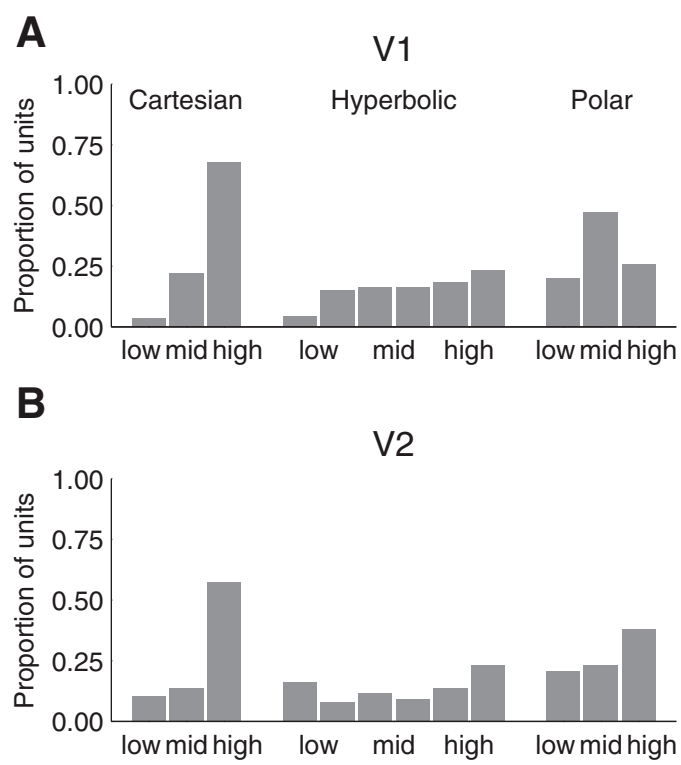 A
V1
1.00
Cartesian Hyperbolic Polar
0.75
0.50
0.25
0.00
Proportion of units
low mid high low mid high low mid high
B
V2
1.00
0.75
0.50
0.25
0.00
Proportion of units
low mid high low mid high low mid high